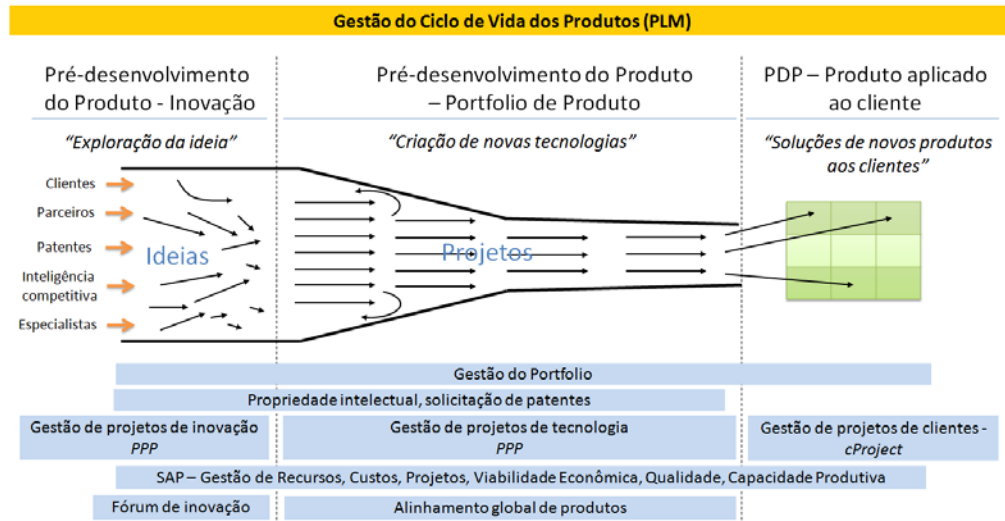 Gestão do Ciclo de Vida dos Produtos (PLM)
Pré-desenvolvimento
do Produto - Inovação
Pré-desenvolvimento do Produto
– Portfolio de Produto
PDP – Produto aplicado
ao cliente
“Exploração da ideia”
“Criação de novas tecnologias”
“Soluções de novos produtos
aos clientes”
Clientes
Parceiros
Patentes
Inteligência
competitiva
Especialistas
Ideias
Projetos
Gestão do Portfolio
Propriedade intelectual, solicitação de patentes
Gestão de projetos de inovação
PPP
Gestão de projetos de tecnologia
PPP
Gestão de projetos de clientes -
cProject
SAP – Gestão de Recursos, Custos, Projetos, Viabilidade Econômica, Qualidade, Capacidade Produtiva
Fórum de inovação
Alinhamento global de produtos